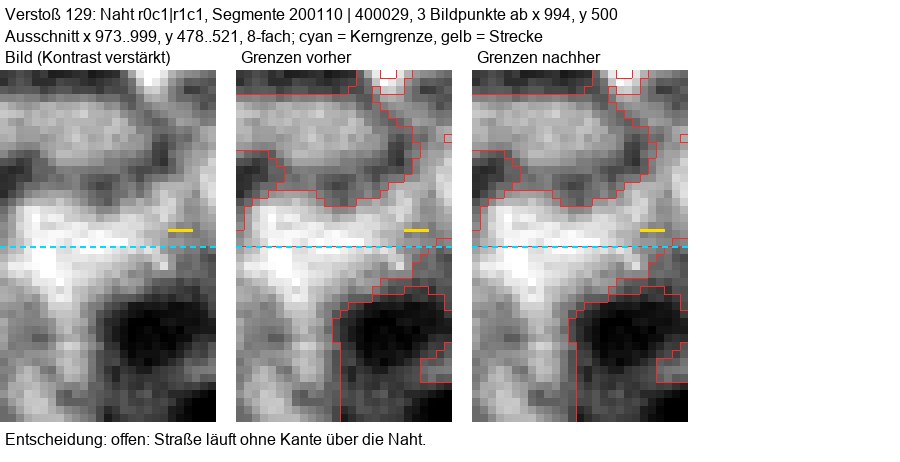 Verstoß 129: Naht r0c1|r1c1, Segmente 200110 | 400029, 3 Bildpunkte ab x 994, y 500
Ausschnitt x 973..999, y 478..521, 8-fach; cyan = Kerngrenze, gelb = Strecke
Bild (Kontrast verstärkt) Grenzen vorher Grenzen nachher
Entscheidung: offen: Straße läuft ohne Kante über die Naht.